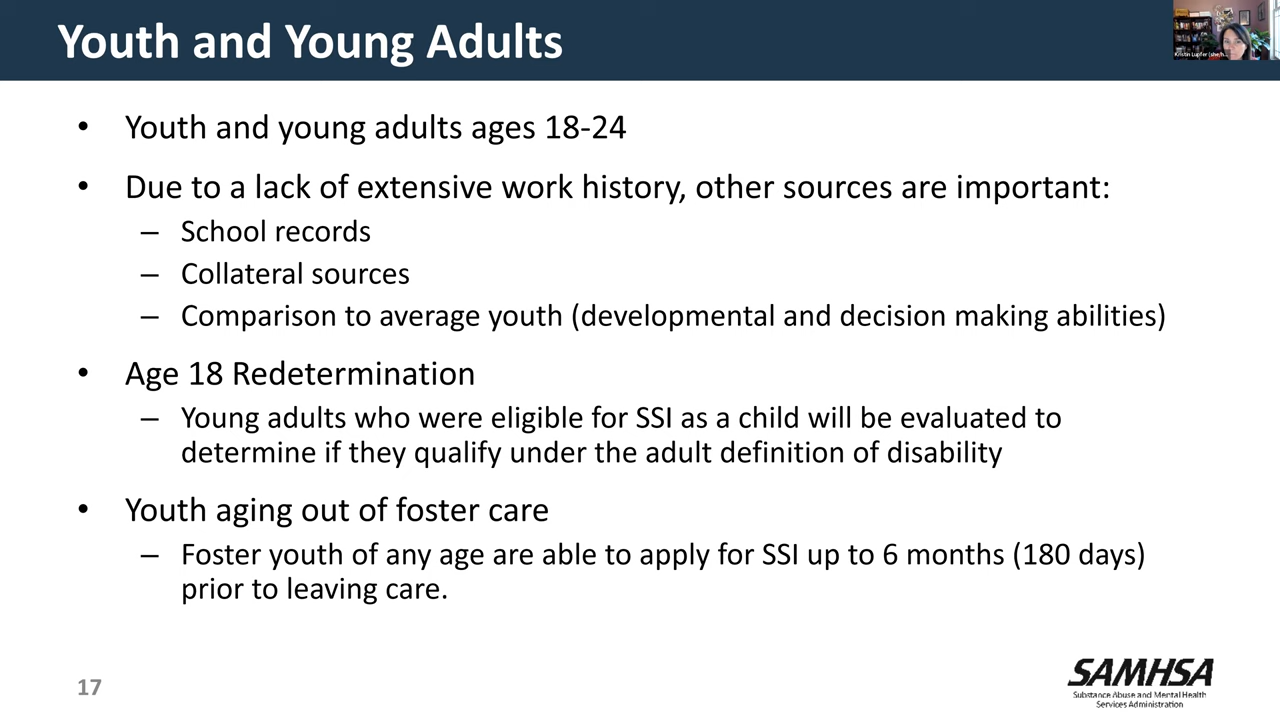 Youth and Young Adults
Kristin Lupfer (she/h...
• Youth and young adults ages 18-24
• Due to a lack of extensive work history, other sources are important:
– School records
– Collateral sources
– Comparison to average youth (developmental and decision making abilities)
• Age 18 Redetermination
– Young adults who were eligible for SSI as a child will be evaluated to
determine if they qualify under the adult definition of disability
• Youth aging out of foster care
– Foster youth of any age are able to apply for SSI up to 6 months (180 days)
prior to leaving care.
17
SAMHSA
Substance Abuse and Mental Health
Services Administration